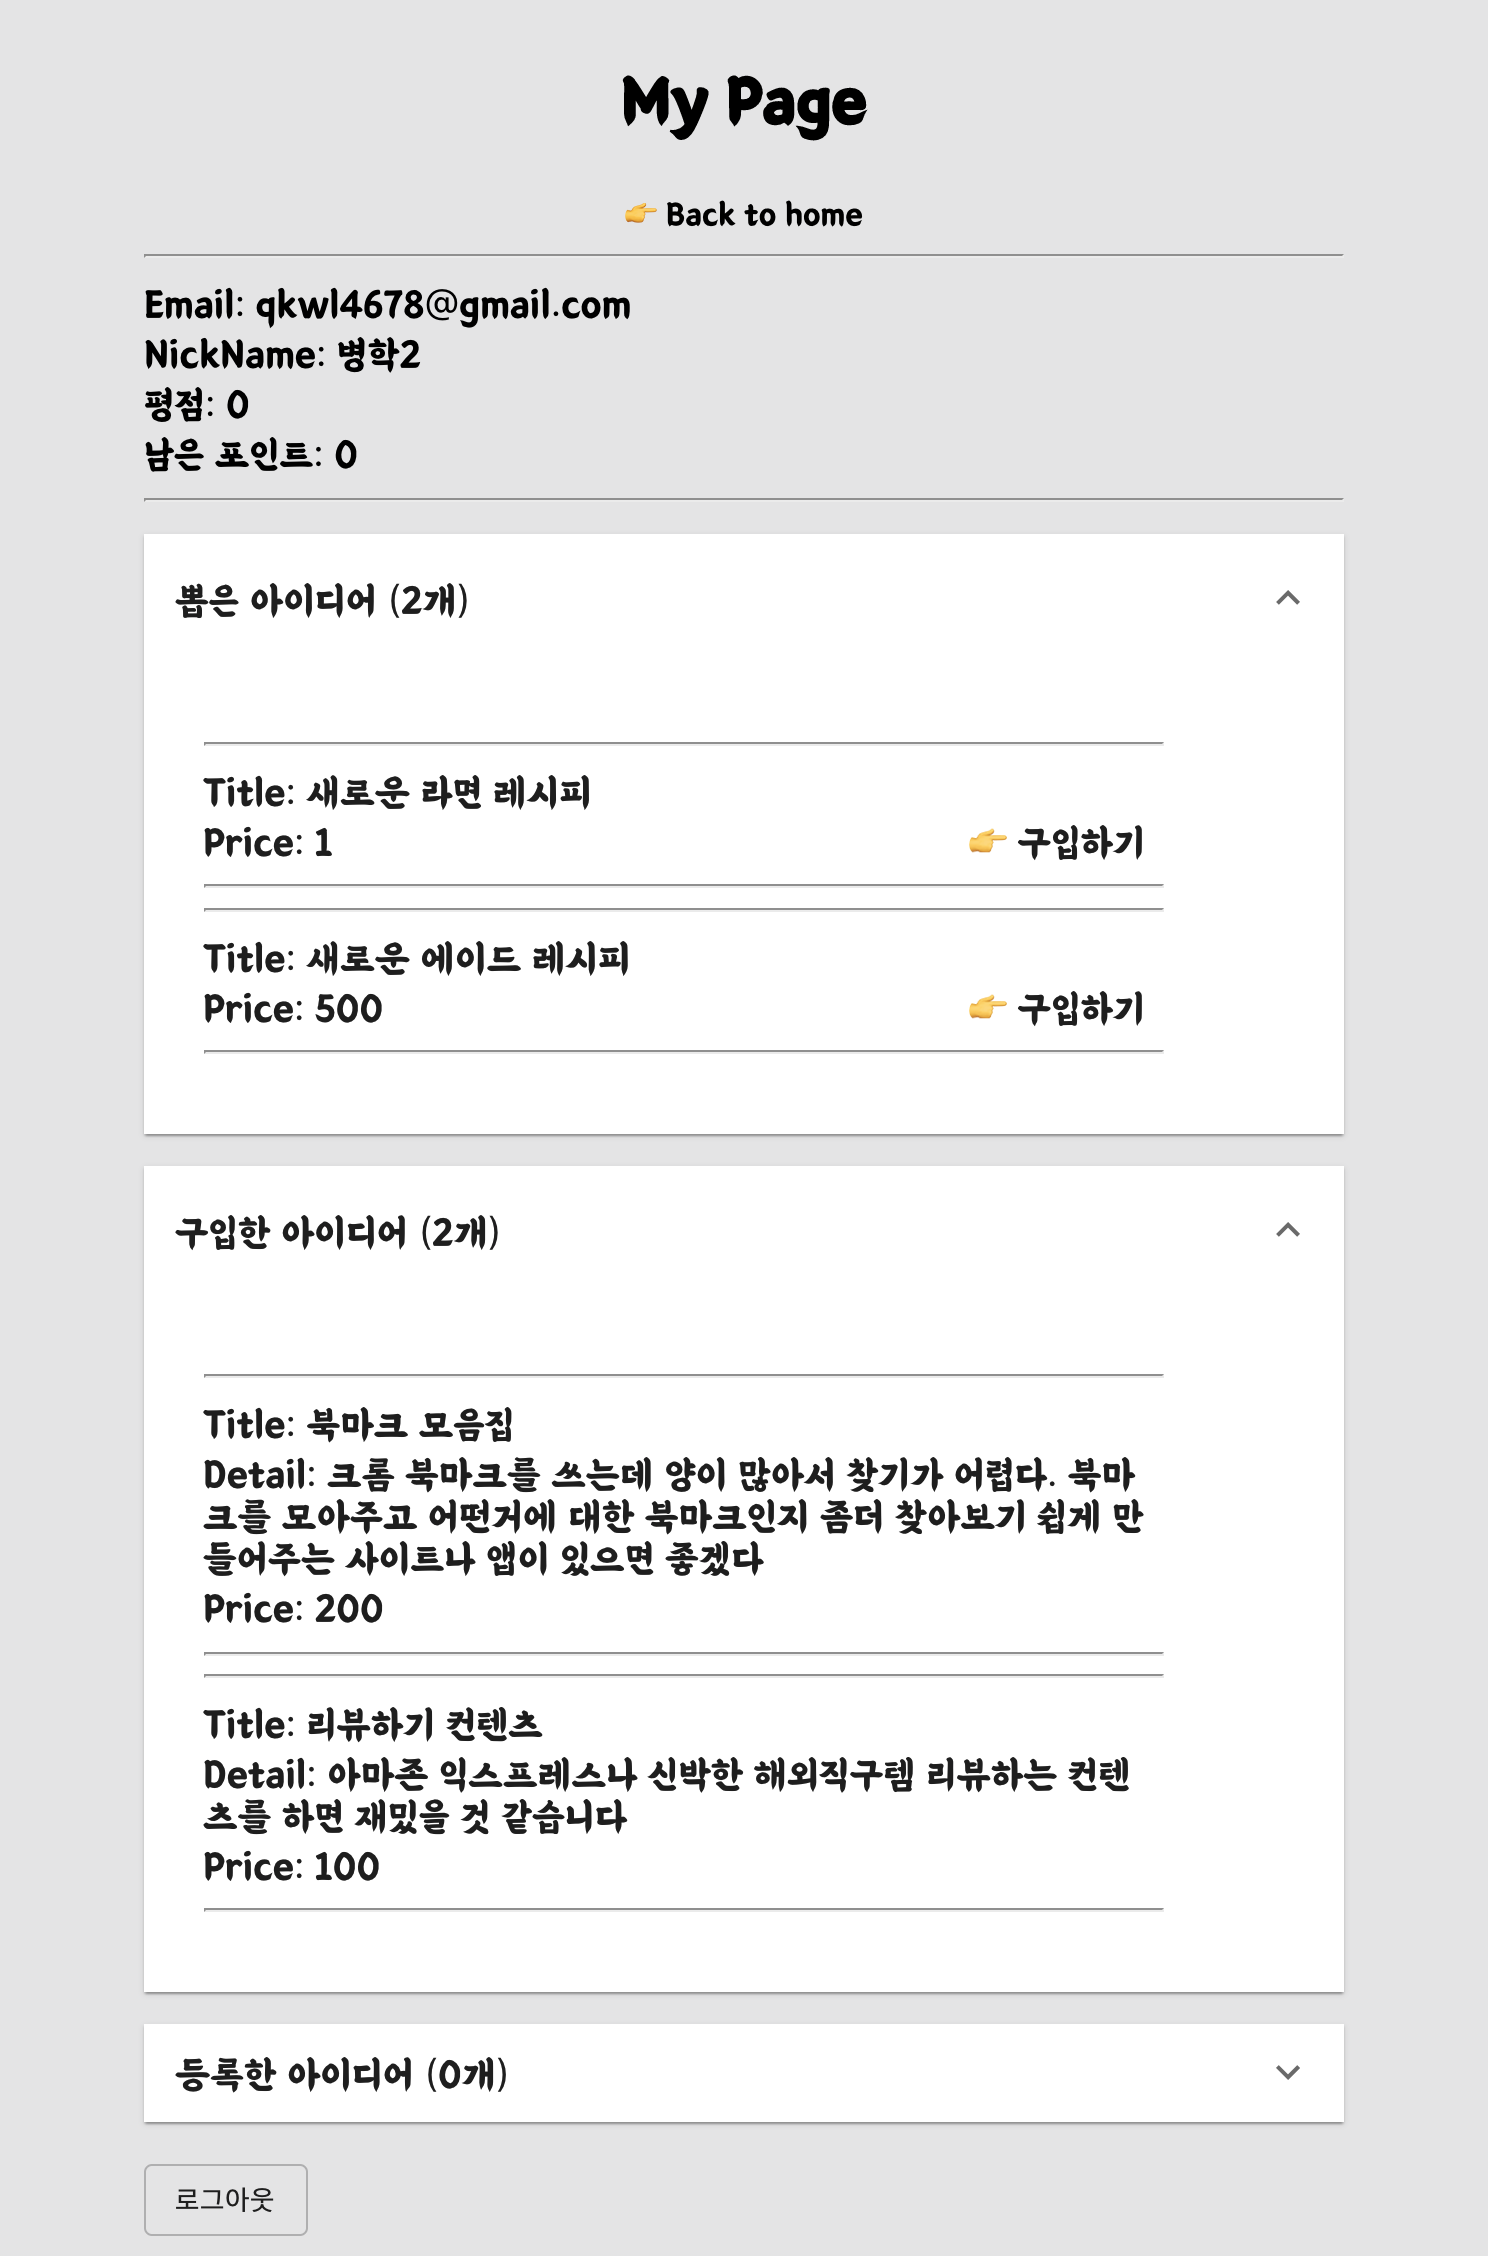 My Page
👉 Back to home
Email: qkwl4678@gmail.com
NickName: 병학2
평점: 0
남은 포인트: 0
뽑은 아이디어 (2개)
Title: 새로운 라면 레시피
Price: 1
👉 구입하기
Title: 새로운 에이드 레시피
Price: 500
👉 구입하기
구입한 아이디어 (2개)
Title: 북마크 모음집
Detail: 크롬 북마크를 쓰는데 양이 많아서 찾기가 어렵다. 북마
크를 모아주고 어떤거에 대한 북마크인지 좀더 찾아보기 쉽게 만
들어주는 사이트나 앱이 있으면 좋겠다
Price: 200
Title: 리뷰하기 컨텐츠
Detail: 아마존 익스프레스나 신박한 해외직구템 리뷰하는 컨텐
츠를 하면 재밌을 것 같습니다
Price: 100
등록한 아이디어 (0개)
로그아웃